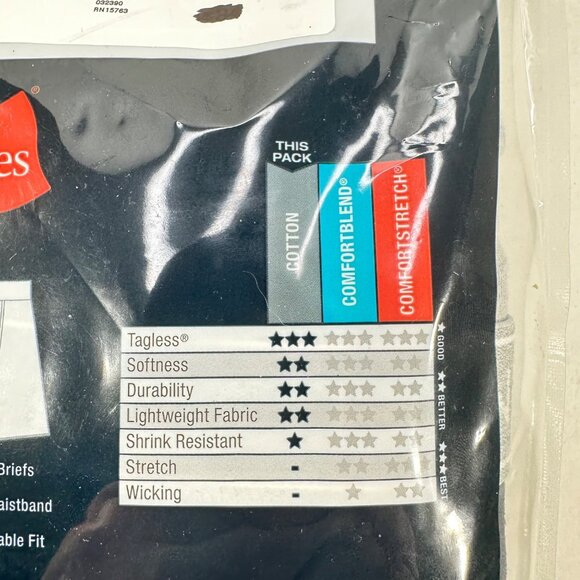 032390
RN15763
®
es
THIS
PACK
COTTON
COMFORTBLEND®
COMFORTSTRETCH®
Tagless® ★★★ ★★★ ★★★
Softness ★★ ★★★ ★★
Durability ★★ ★★★ ★★
Lightweight Fabric ★★ ★★★ ★★
Shrink Resistant ★ ★★★ ★★
Stretch - ★★ ★★★
Wicking - ★ ★★
★ GOOD ★★ BETTER ★★★ BEST
Briefs
aistband
able Fit